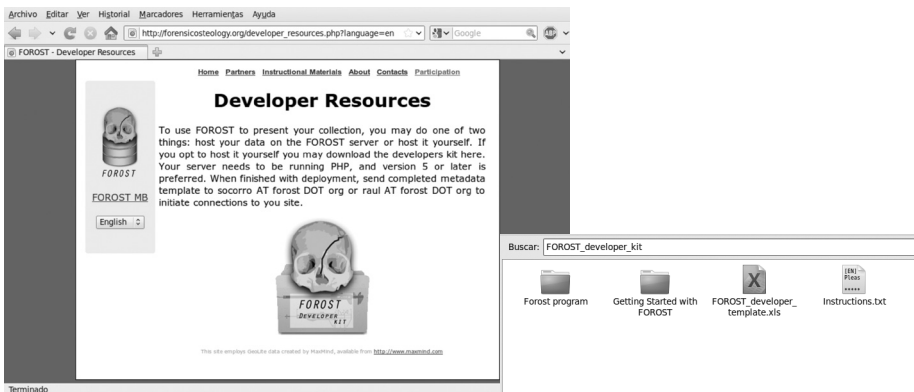 Archivo Editar Ver Historial Marcadores Herramientas Ayuda
http://forensicosteology.org/developer_resources.php?language=en
Google
ABP
FOROST - Developer Resources
Home Partners Instructional Materials About Contacts Participation
Developer Resources
To use FOROST to present your collection, you may do one of two
things: host your data on the FOROST server or host it yourself. If
you opt to host it yourself you may download the developers kit here.
Your server needs to be running PHP, and version 5 or later is
preferred. When finished with deployment, send completed metadata
template to socorro AT forost DOT org or raul AT forost DOT org to
initiate connections to you site.
FOROST
FOROST MB
English
FOROST
DEVELOPER
KIT
This site employs GeoLite data created by MaxMind, available from http://www.maxmind.com
Terminado
Buscar: FOROST_developer_kit
X
[EN]
Pleas
*****
Forost program
Getting Started with
FOROST
FOROST_developer_
template.xls
Instructions.txt